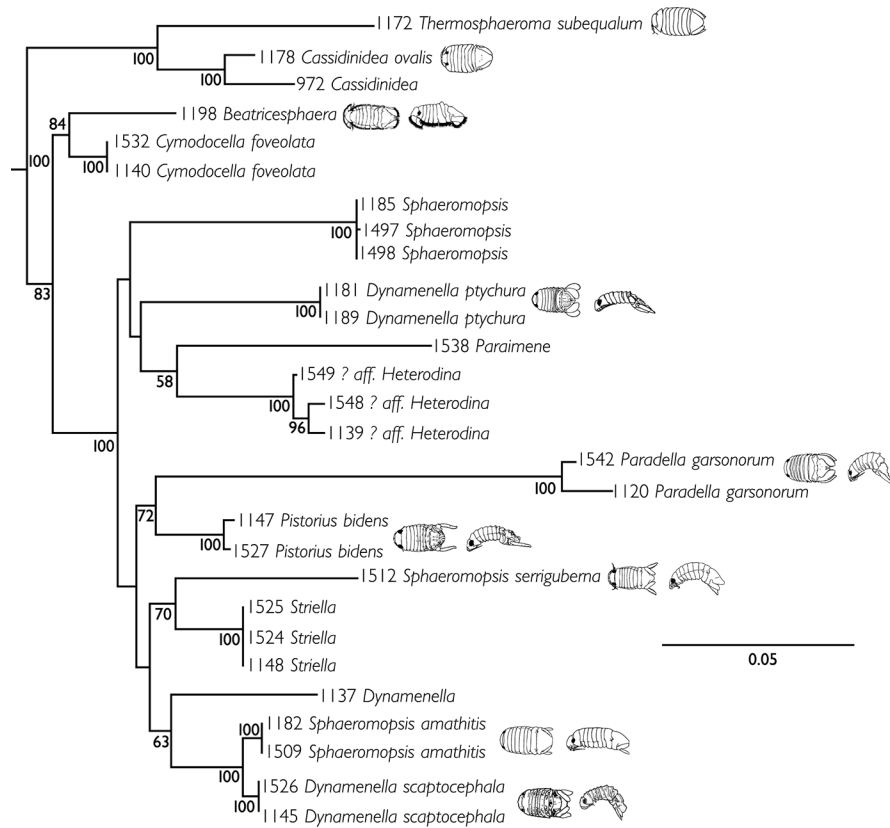 1172 Thermosphaeroma subequalum
100
1178 Cassidinidea ovalis
100
972 Cassidinidea
84
1198 Beatricesphaera
1532 Cymodocella foveolata
100
100
1140 Cymodocella foveolata
1185 Sphaeromopsis
100
1497 Sphaeromopsis
1498 Sphaeromopsis
83
1181 Dynamenella ptychura
100
1189 Dynamenella ptychura
1538 Paraimene
58
1549 ? aff. Heterodina
100
1548 ? aff. Heterodina
96
1139 ? aff. Heterodina
100
1542 Paradella garsonorum
100
1120 Paradella garsonorum
72
1147 Pistorius bidens
100
1527 Pistorius bidens
1512 Sphaeromopsis serriguberna
70
1525 Striella
100
1524 Striella
1148 Striella
0.05
1137 Dynamenella
63
100
1182 Sphaeromopsis amathitis
1509 Sphaeromopsis amathitis
100
1526 Dynamenella scaptocephala
100
1145 Dynamenella scaptocephala